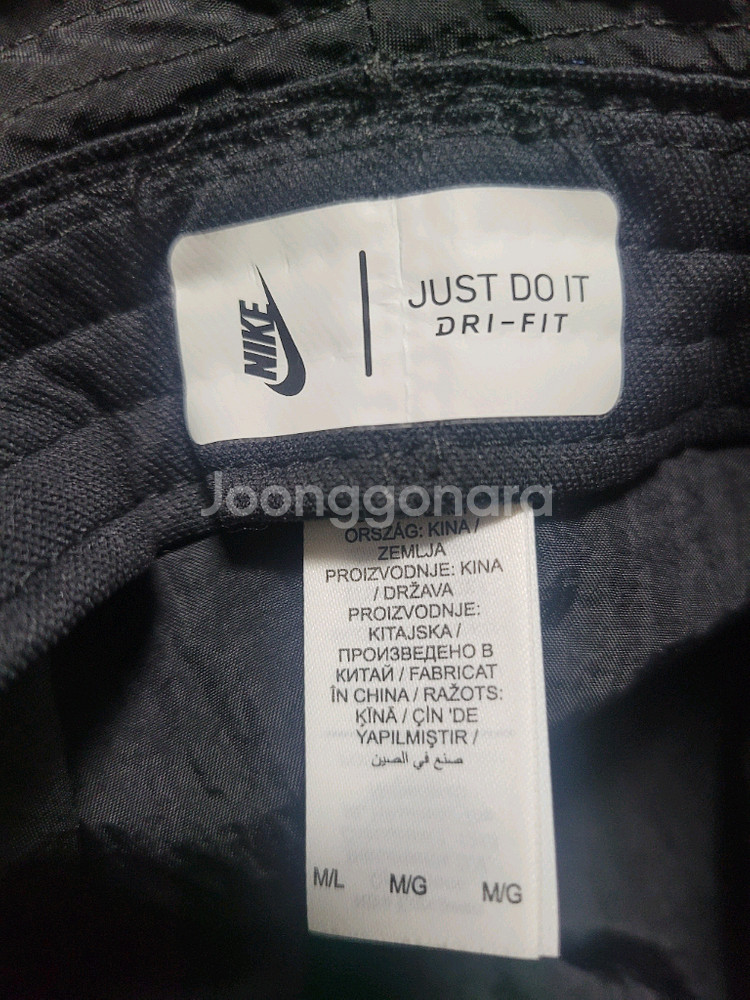 NIKE
JUST DO IT
DRI-FIT
Joonggonara
ORSZÁG: KINA /
ZEMLJA
PROIZVODNJE: KINA
/ DRŽAVA
PROIZVODNJE:
KITAJSKA /
ПРОИЗВЕДЕНО В
КИТАЙ / FABRICAT
ÎN CHINA / RAŽOTS:
ĶĪNĀ / ÇİN 'DE
YAPILMIŞTIR /
صنع في الصين
M/L M/G M/G